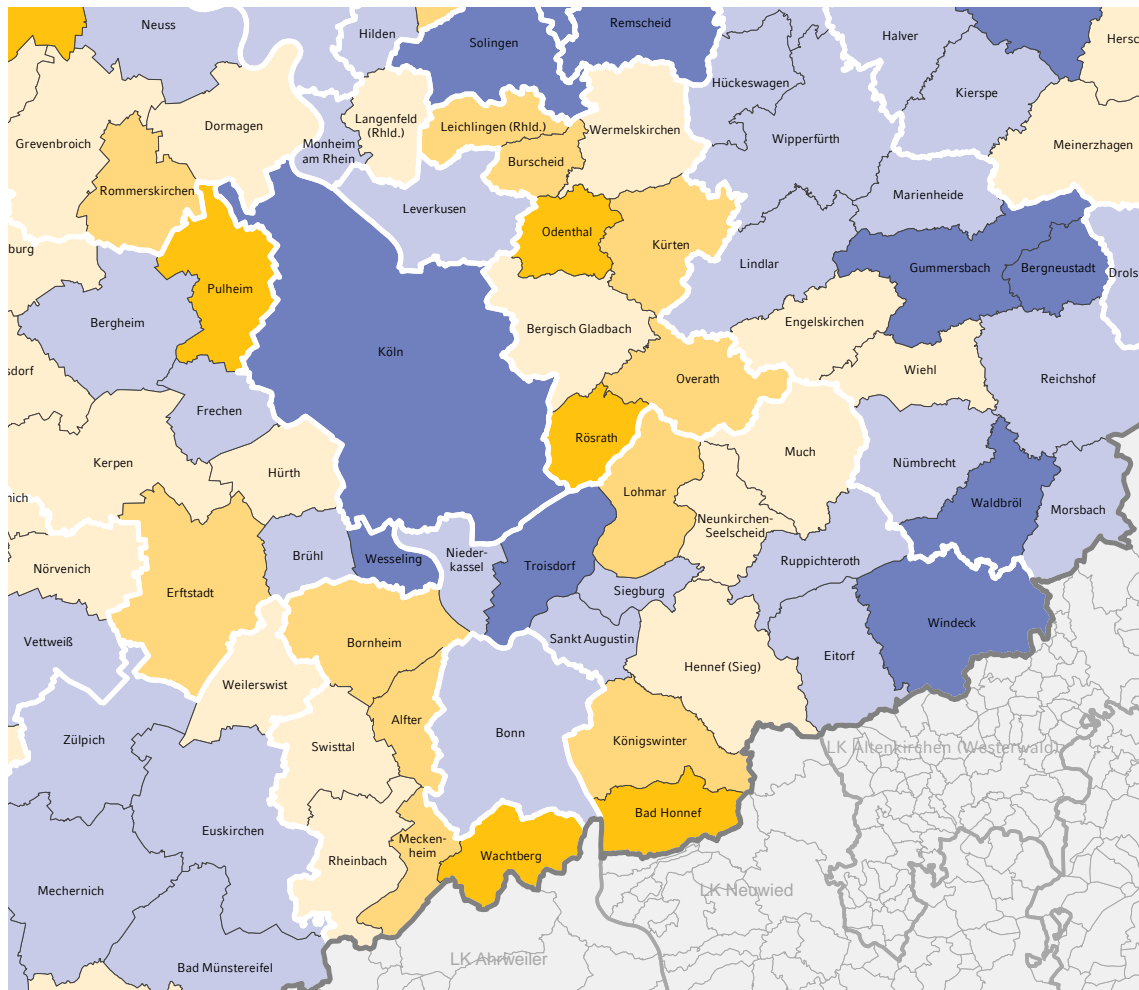 Neuss
Hilden
Solingen
Remscheid
Halver
Hersc
Hückeswagen
Kierspe
Grevenbroich
Dormagen
Langenfeld
(Rhld.)
Monheim
am Rhein
Leichlingen (Rhld.)
Wermelskirchen
Wipperfürth
Meinerzhagen
Burscheid
Rommerskirchen
Leverkusen
Marienheide
Odenthal
Kürten
burg
Lindlar
Gummersbach
Bergneustadt
Drols
Pulheim
Bergheim
Bergisch Gladbach
Engelskirchen
Köln
sdorf
Wiehl
Overath
Reichshof
Frechen
Rösrath
Much
Kerpen
Hürth
Nümbrecht
nich
Lohmar
Waldbröl
Morsbach
Neunkirchen-
Seelscheid
Nörvenich
Brühl
Wesseling
Nieder-
kassel
Troisdorf
Ruppichteroth
Erftstadt
Siegburg
Windeck
Vettweiß
Bornheim
Sankt Augustin
Eitorf
Hennef (Sieg)
Weilerswist
Alfter
Bonn
Zülpich
Swisttal
Königswinter
LK Altenkirchen (Westerwald)
Bad Honnef
Euskirchen
Mecken-
heim
Rheinbach
Wachtberg
Mechernich
LK Neuwied
LK Ahrweiler
Bad Münstereifel